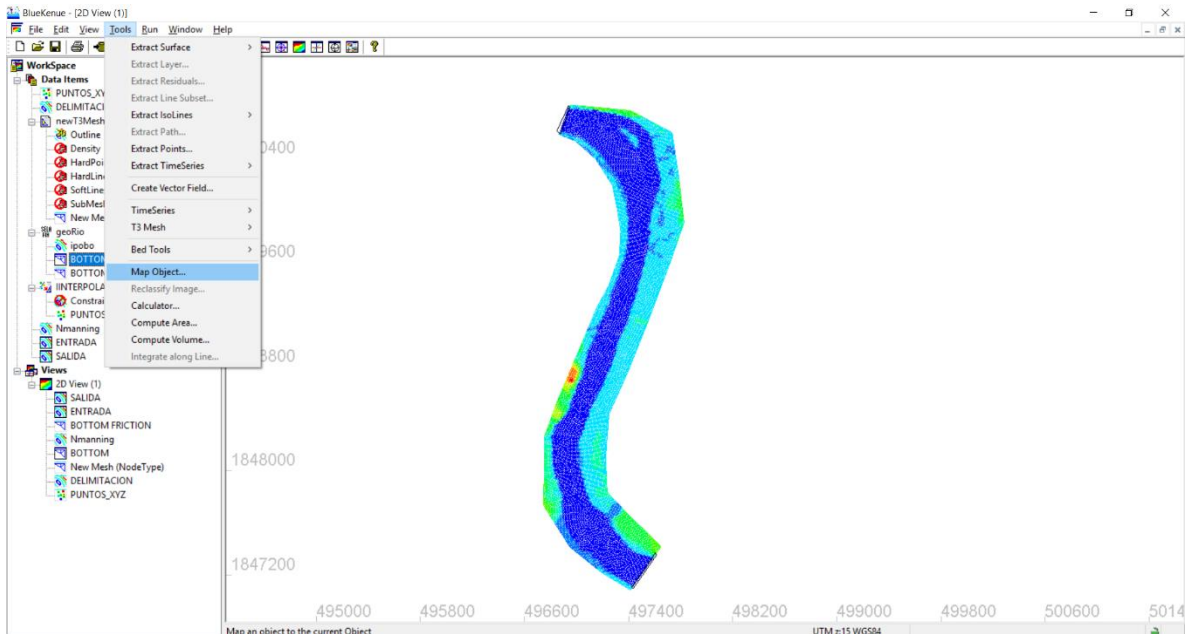 BlueKenue - [2D View (1)]
File Edit View Tools Run Window Help
WorkSpace
Data Items
PUNTOS_XY
DELIMITACI
newT3Mesh
Outline
Density
HardPoi
HardLine
SoftLine
SubMesl
New Me
geoRio
ipobo
BOTTON
BOTTON
IINTERPOLA
Constrai
PUNTOS
Nmanning
ENTRADA
SALIDA
Views
2D View (1)
SALIDA
ENTRADA
BOTTOM FRICTION
Nmanning
BOTTOM
New Mesh (NodeType)
DELIMITACION
PUNTOS_XYZ
Extract Surface
Extract Layer...
Extract Residuals...
Extract Line Subset...
Extract IsoLines
Extract Path...
Extract Points...
Extract TimeSeries
Create Vector Field...
TimeSeries
T3 Mesh
Bed Tools
Map Object...
Reclassify Image...
Calculator...
Compute Area...
Compute Volume...
Integrate along Line...
0400
9600
8800
1848000
1847200
495000 495800 496600 497400 498200 499000 499800 500600 5014
Map an object to the current Object
UTM z:15 WGS84